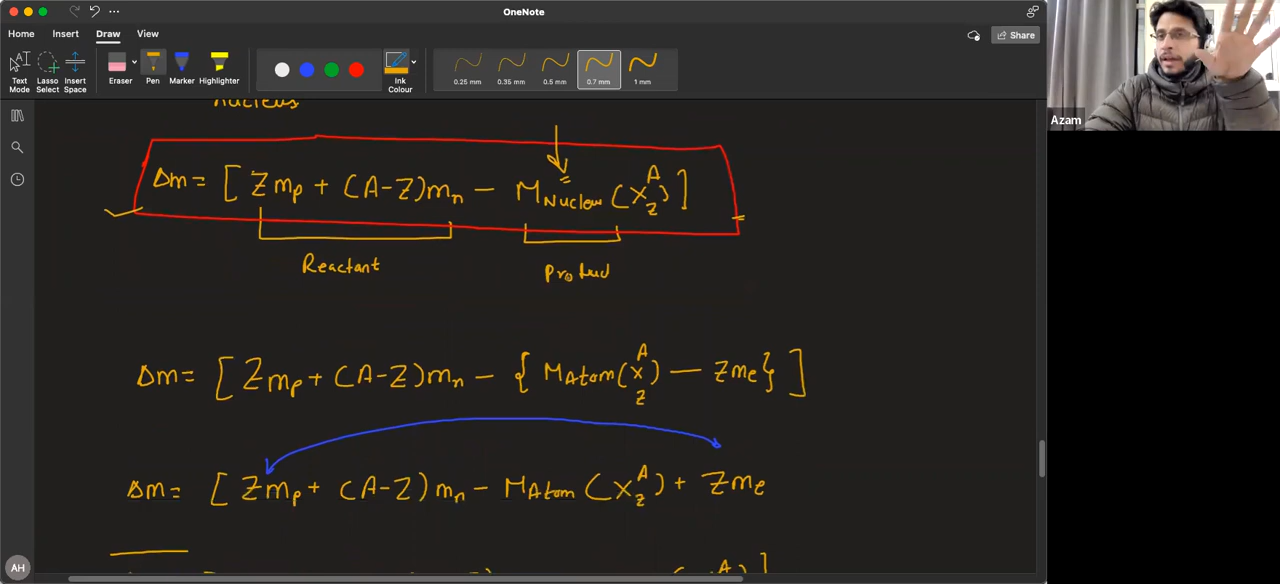 OneNote
Home Insert Draw View
Share
Text Mode
Lasso Select
Insert Space
Eraser
Pen
Marker
Highlighter
Ink Colour
0.25 mm
0.35 mm
0.5 mm
0.7 mm
1 mm
Azam
nucleus
Δm = [ Zmp + (A-Z)mn - MNuclear (X A Z) ]
Reactant
Δm = [ Zmp + (A-Z)mn - { MAtom (X A Z) - Zme } ]
Δm = [ Zmp + (A-Z)mn - MAtom (X A Z) + Zme
AH